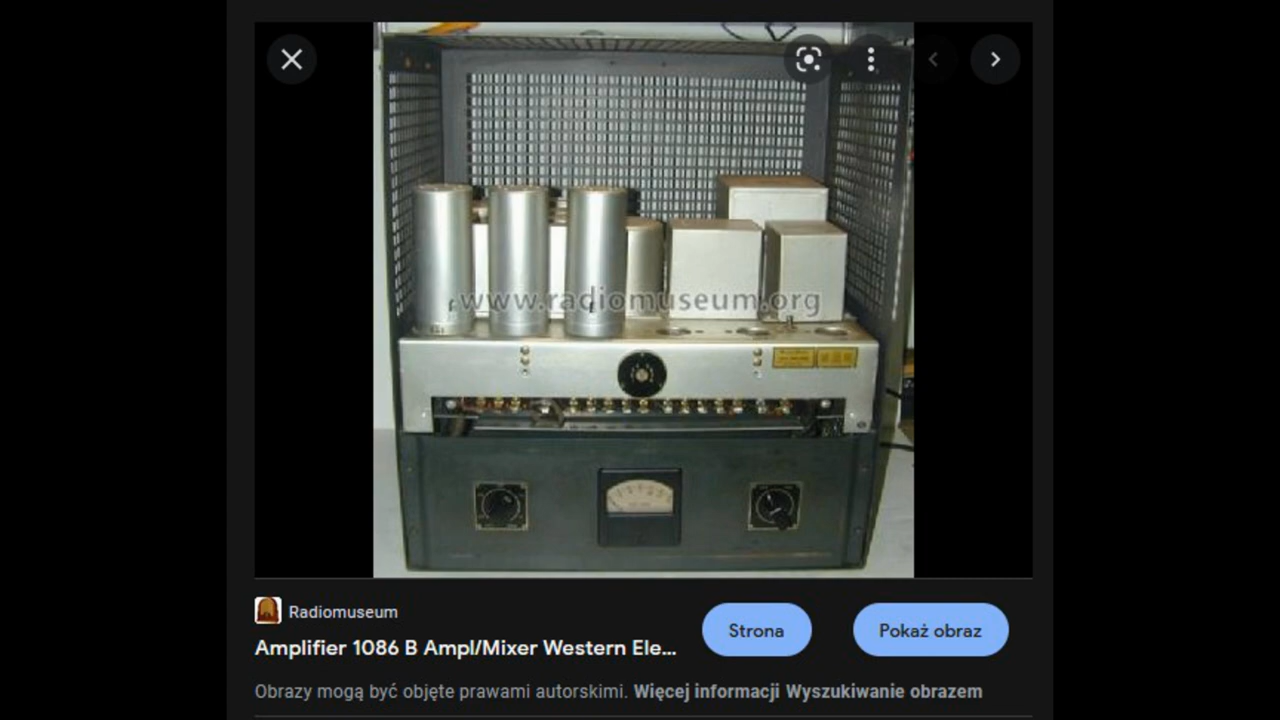 www.radiomuseum.org
Radiomuseum
Amplifier 1086 B Ampl/Mixer Western Ele...
Strona
Pokaż obraz
Obrazy mogą być objęte prawami autorskimi. Więcej informacji Wyszukiwanie obrazem